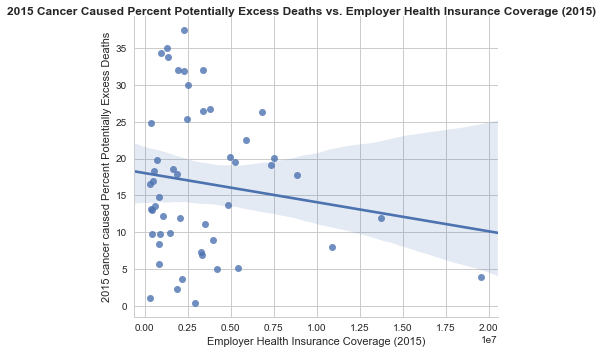 2015 Cancer Caused Percent Potentially Excess Deaths vs. Employer Health Insurance Coverage (2015)
2015 cancer caused Percent Potentially Excess Deaths
35
30
25
20
15
10
5
0
0.00 0.25 0.50 0.75 1.00 1.25 1.50 1.75 2.00
1e7
Employer Health Insurance Coverage (2015)